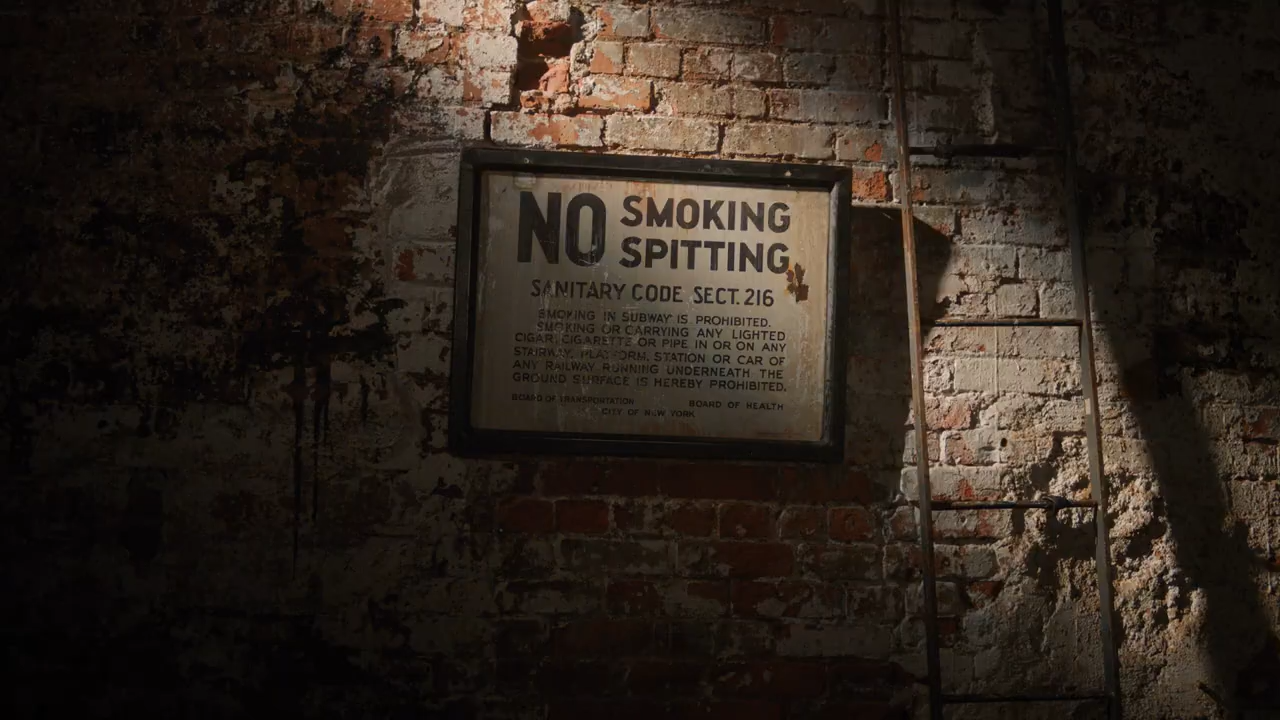 NO SMOKING
SPITTING
SANITARY CODE SECT. 216
SMOKING IN SUBWAY IS PROHIBITED.
SMOKING OR CARRYING ANY LIGHTED
CIGAR, CIGARETTE OR PIPE IN OR ON ANY
STAIRWAY, PLATFORM, STATION OR CAR OF
ANY RAILWAY RUNNING UNDERNEATH THE
GROUND SURFACE IS HEREBY PROHIBITED.
BOARD OF TRANSPORTATION BOARD OF HEALTH
CITY OF NEW YORK